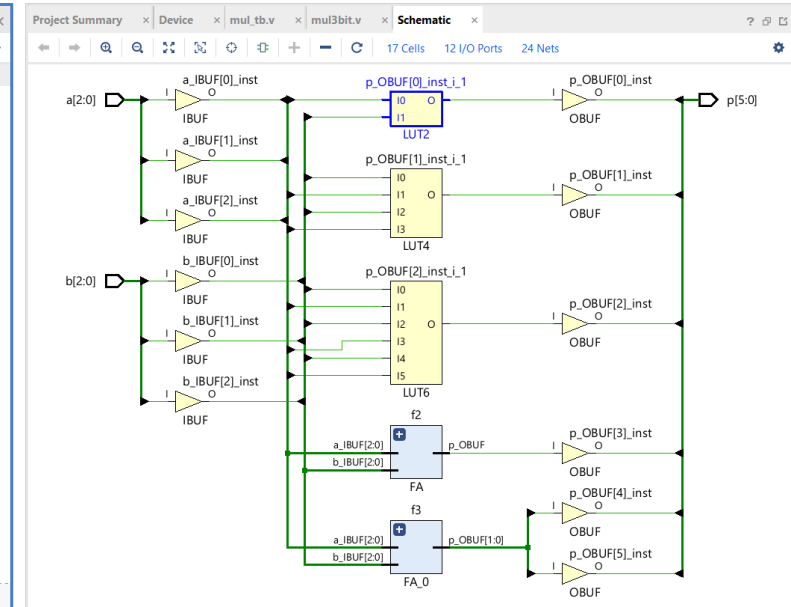 Project Summary × Device × mul_tb.v × mul3bit.v × Schematic × ?
17 Cells 12 I/O Ports 24 Nets
a_IBUF[0]_inst p_OBUF[0]_inst_i_1 p_OBUF[0]_inst
a[2:0] I O I0 O I O p[5:0]
I1
IBUF LUT2 OBUF
a_IBUF[1]_inst
I O
IBUF
p_OBUF[1]_inst_i_1
a_IBUF[2]_inst I0 p_OBUF[1]_inst
I O I1 O I O
I2
IBUF I3 OBUF
LUT4
b_IBUF[0]_inst
b[2:0] I O
IBUF
p_OBUF[2]_inst_i_1
I0
I1
b_IBUF[1]_inst I2 O p_OBUF[2]_inst
I O I3 I O
IBUF I4 OBUF
I5
b_IBUF[2]_inst LUT6
I O
IBUF
f2
a_IBUF[2:0] p_OBUF p_OBUF[3]_inst
b_IBUF[2:0] I O
FA OBUF
f3 p_OBUF[4]_inst
I O
OBUF
a_IBUF[2:0] p_OBUF[1:0]
b_IBUF[2:0] p_OBUF[5]_inst
FA_0 I O
OBUF